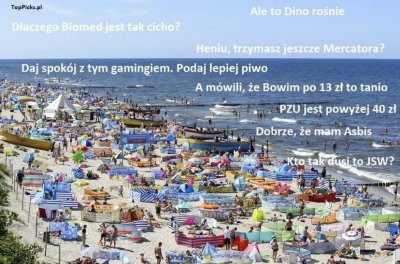 TopPicks.pl
Ale to Dino rośnie
Dlaczego Biomed jest tak cicho?
Heniu, trzymasz jeszcze Mercatora?
Daj spokój z tym gamingiem. Podaj lepiej piwo
A mówili, że Bowim po 13 zł to tanio
PZU jest powyżej 40 zł
Dobrze, że mam Asbis
Kto tak dusi to JSW?